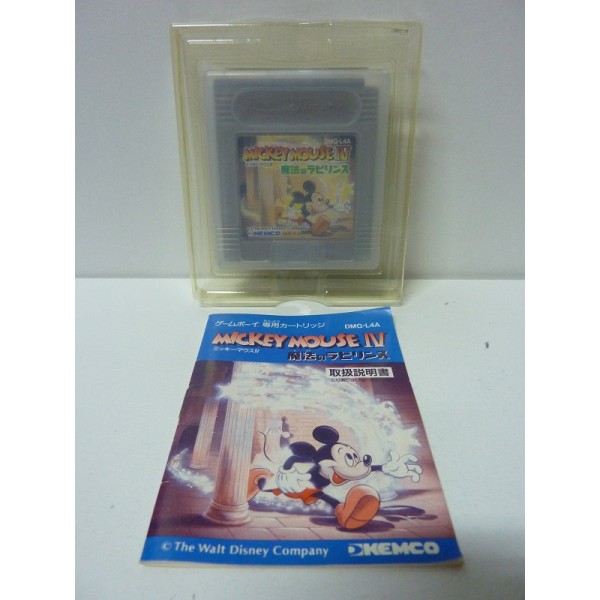 DMG-L4A
MICKEY MOUSE IV
魔法のラビリンス
KEMCO
ゲームボーイ 専用カートリッジ DMG-L4A
MICKEY MOUSE IV
ミッキーマウスIV
魔法のラビリンス
取扱説明書
© The Walt Disney Company
KEMCO